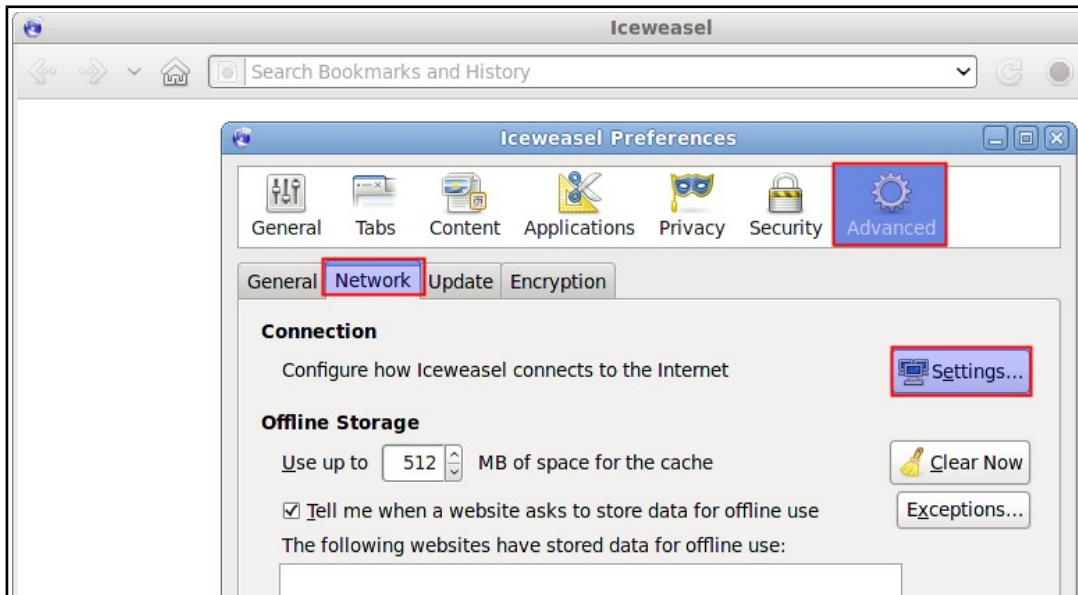 Iceweasel
Search Bookmarks and History
Iceweasel Preferences
General Tabs Content Applications Privacy Security Advanced
General Network Update Encryption
Connection
Configure how Iceweasel connects to the Internet Settings...
Offline Storage
Use up to 512 MB of space for the cache Clear Now
Tell me when a website asks to store data for offline use Exceptions...
The following websites have stored data for offline use: